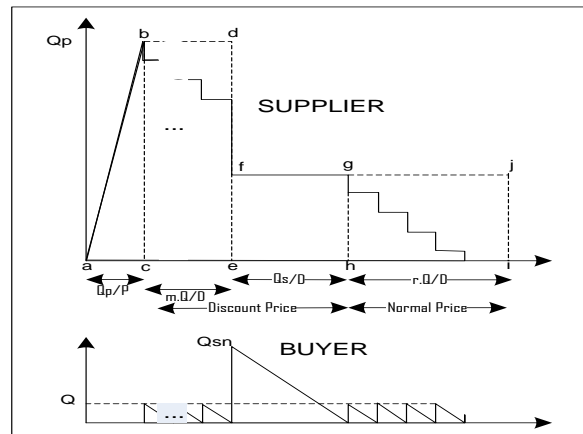 Qp
b
d
SUPPLIER
...
f
g
j
a
c
e
h
i
Qp/P
m.Q/D
Qs/D
r.Q/D
Discount Price
Normal Price
Qsn
BUYER
Q
...